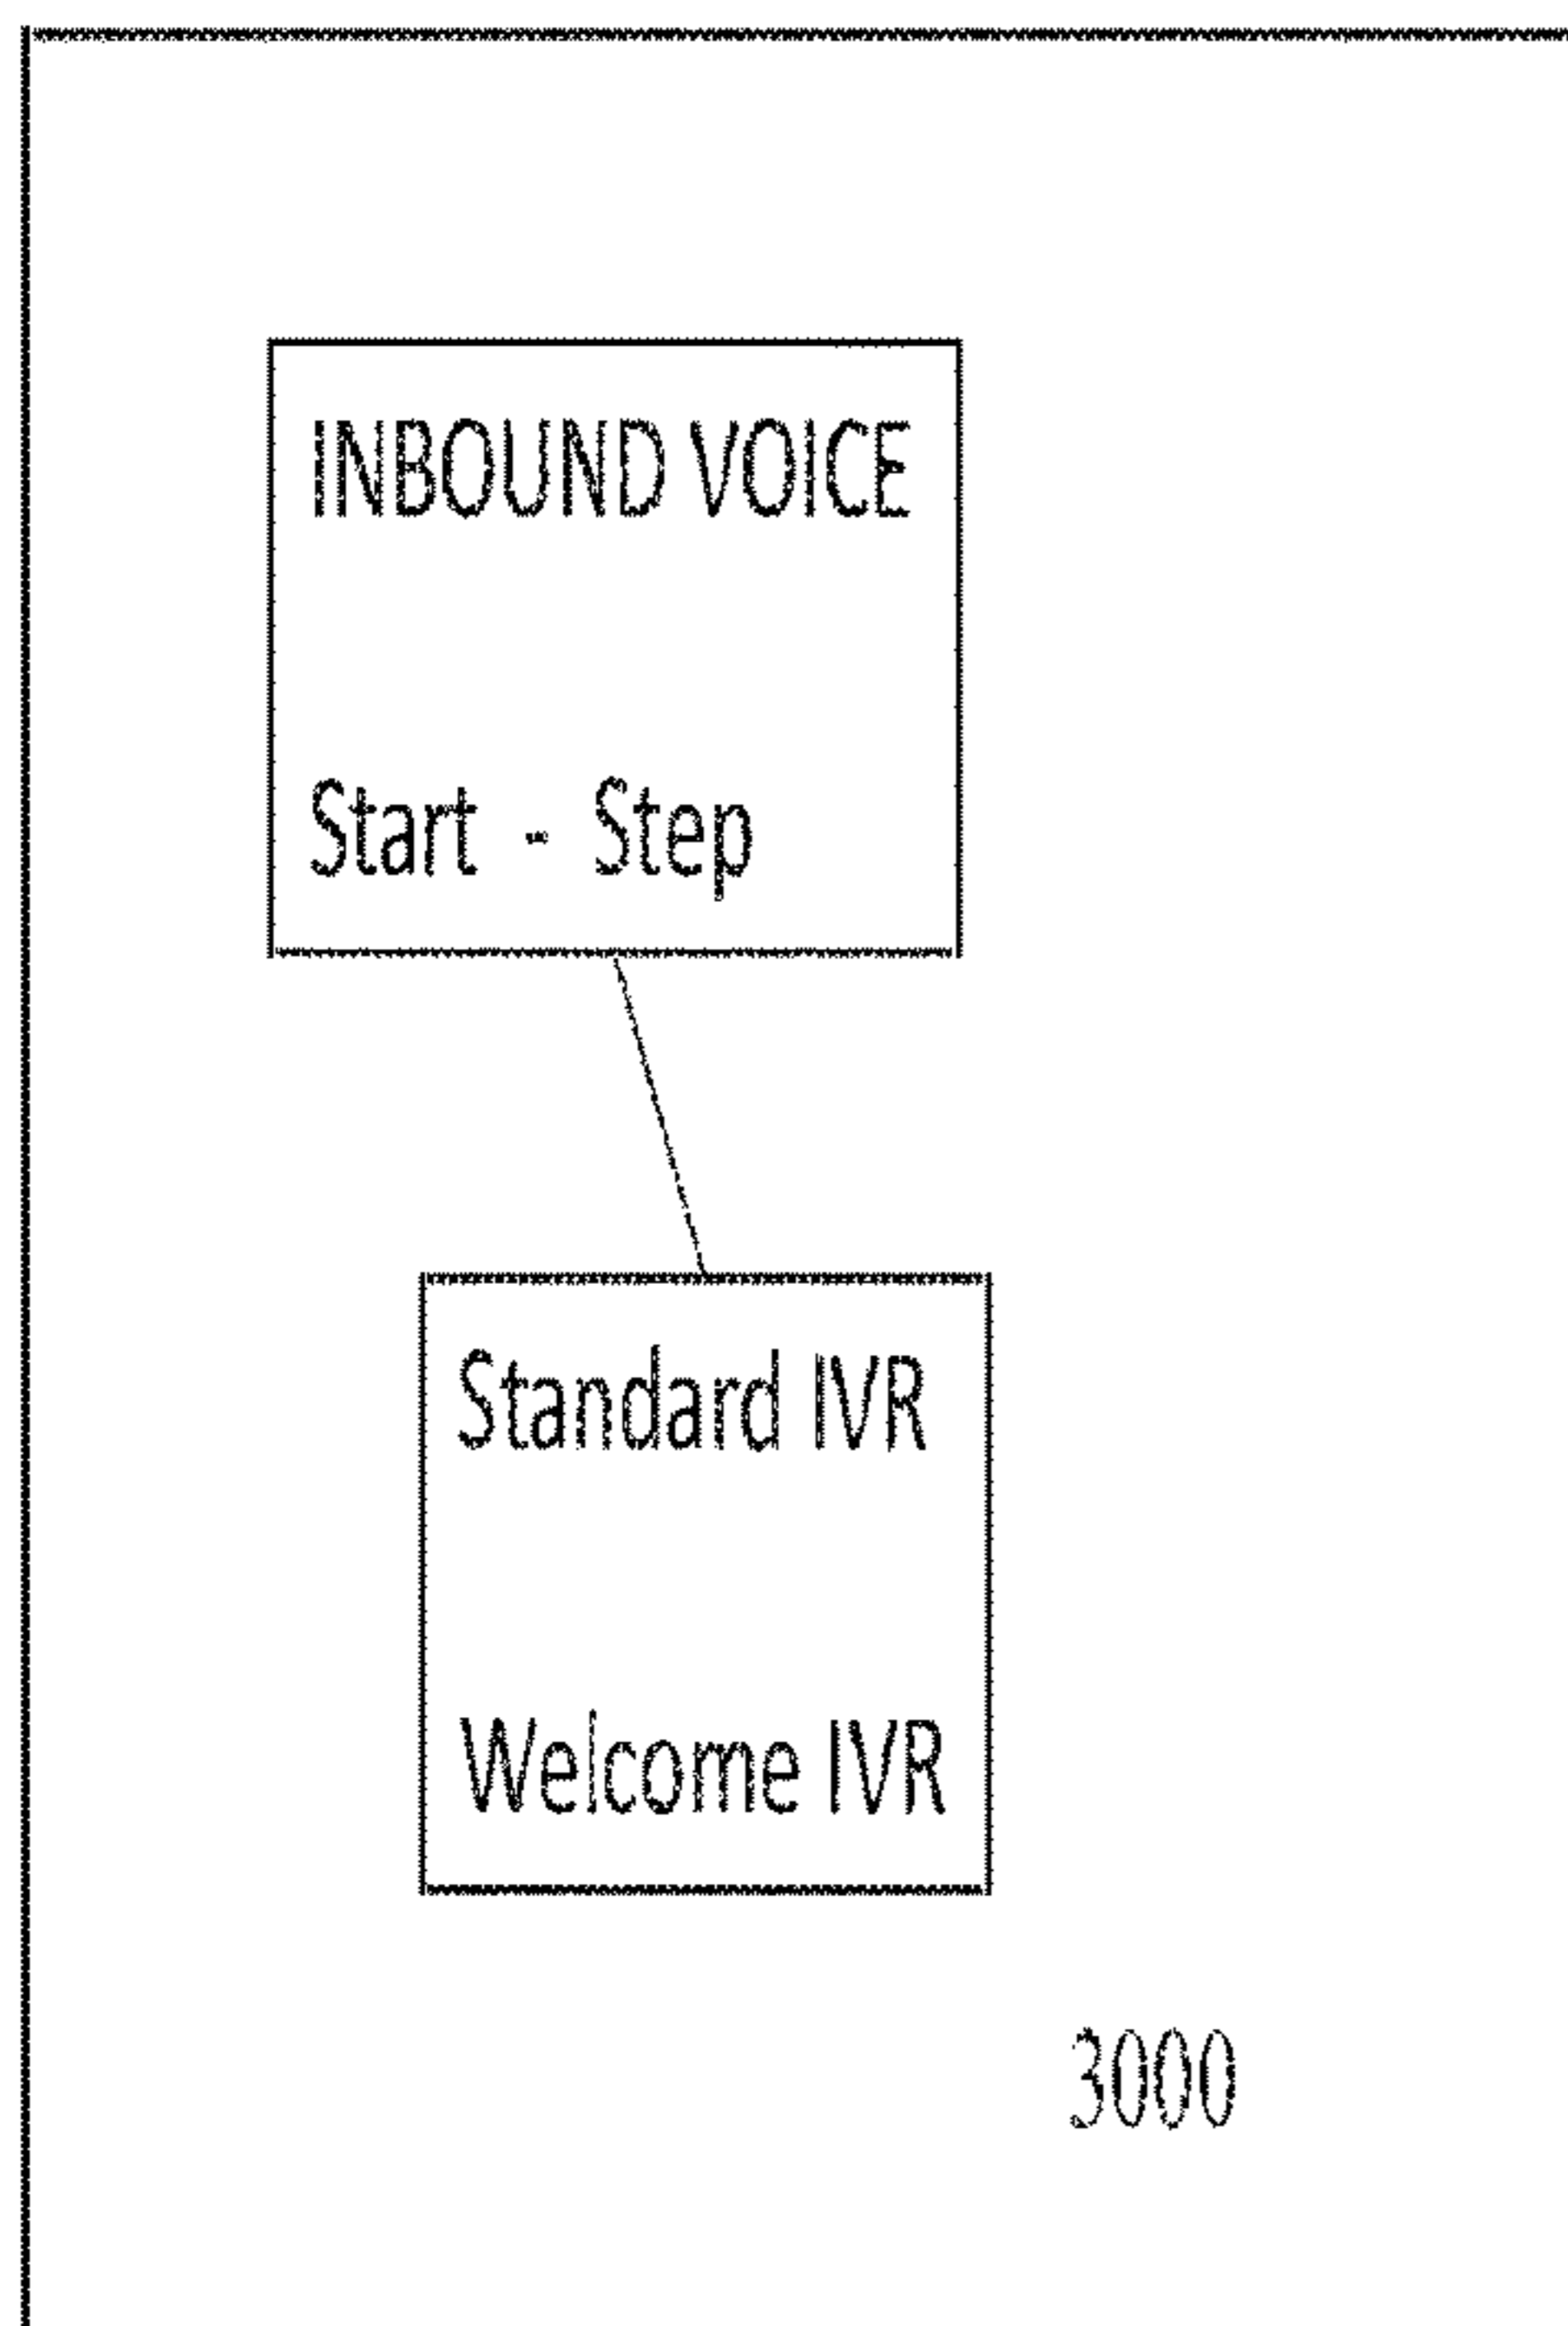 INBOUND VOICE
Start - Step
Standard IVR
Welcome IVR
3000